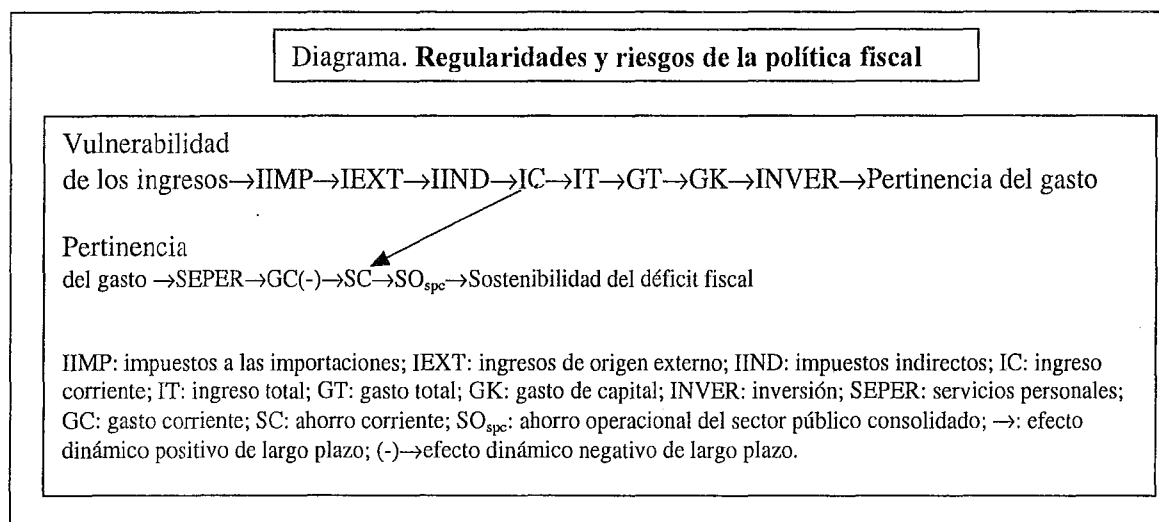 Diagrama. Regularidades y riesgos de la política fiscal
Vulnerabilidad
de los ingresos→IIMP→IEXT→IIND→IC→IT→GT→GK→INVER→Pertinencia del gasto
Pertinencia
del gasto →SEPER→GC(-)→SC→SOspc→Sostenibilidad del déficit fiscal
IIMP: impuestos a las importaciones; IEXT: ingresos de origen externo; IIND: impuestos indirectos; IC: ingreso
corriente; IT: ingreso total; GT: gasto total; GK: gasto de capital; INVER: inversión; SEPER: servicios personales;
GC: gasto corriente; SC: ahorro corriente; SOspc: ahorro operacional del sector público consolidado; →: efecto
dinámico positivo de largo plazo; (-)→efecto dinámico negativo de largo plazo.